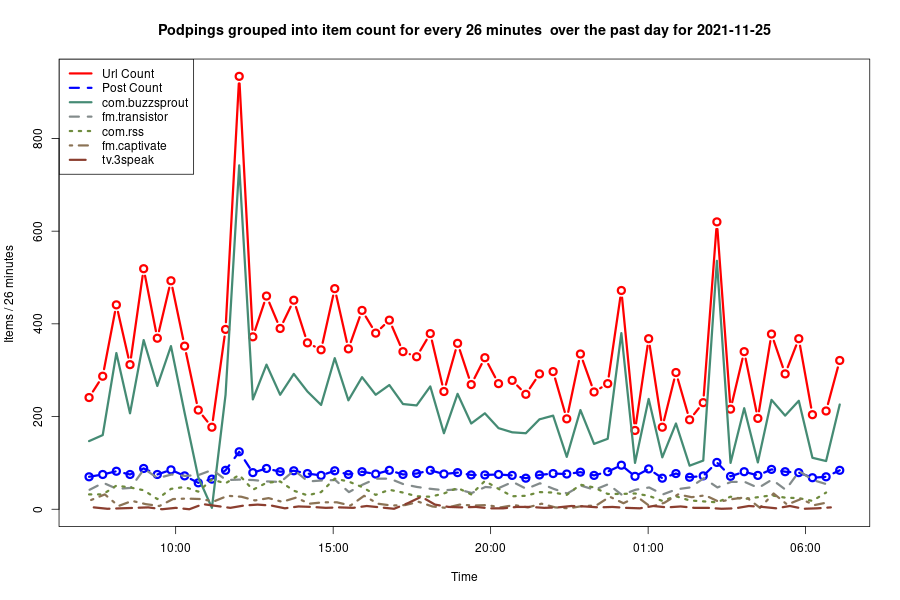 Podpings grouped into item count for every 26 minutes  over the past day for 2021-11-25
Url Count
Post Count
com.buzzsprout
fm.transistor
com.rss
fm.captivate
tv.3speak
Items / 26 minutes
800
600
400
200
0
10:00
15:00
20:00
01:00
06:00
Time